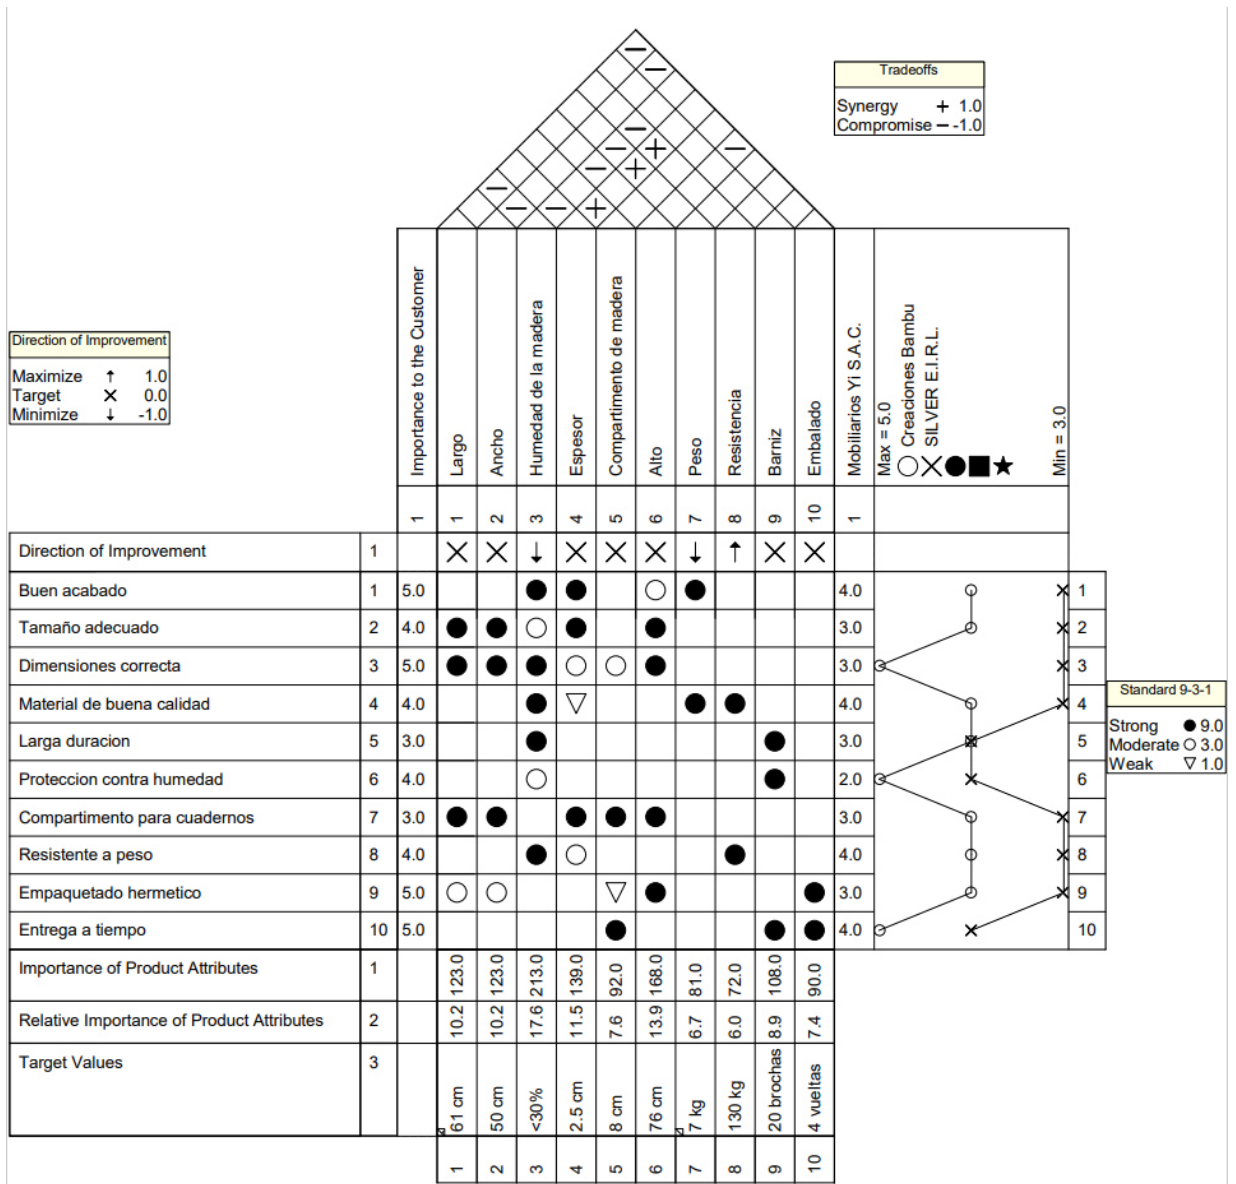 Tradeoffs
Synergy + 1.0
Compromise − -1.0
Direction of Improvement
Maximize ↑ 1.0
Target × 0.0
Minimize ↓ -1.0
Importance to the Customer
Largo
Ancho
Humedad de la madera
Espesor
Compartimento de madera
Alto
Peso
Resistencia
Barniz
Embalado
Mobiliarios YI S.A.C.
Max = 5.0
Creaciones Bambu
SILVER E.I.R.L.
Min = 3.0
1 1 2 3 4 5 6 7 8 9 10 1
Direction of Improvement 1
Buen acabado 1 5.0 4.0 1
Tamaño adecuado 2 4.0 3.0 2
Dimensiones correcta 3 5.0 3.0 3
Material de buena calidad 4 4.0 4.0 4
Larga duracion 5 3.0 3.0 5
Proteccion contra humedad 6 4.0 2.0 6
Compartimento para cuadernos 7 3.0 3.0 7
Resistente a peso 8 4.0 4.0 8
Empaquetado hermetico 9 5.0 3.0 9
Entrega a tiempo 10 5.0 4.0 10
Standard 9-3-1
Strong ● 9.0
Moderate ○ 3.0
Weak ▽ 1.0
Importance of Product Attributes 1 123.0 123.0 213.0 139.0 92.0 168.0 81.0 72.0 108.0 90.0
Relative Importance of Product Attributes 2 10.2 10.2 17.6 11.5 7.6 13.9 6.7 6.0 8.9 7.4
Target Values 3 61 cm 50 cm <30% 2.5 cm 8 cm 76 cm 7 kg 130 kg 20 brochas 4 vueltas
1 2 3 4 5 6 7 8 9 10